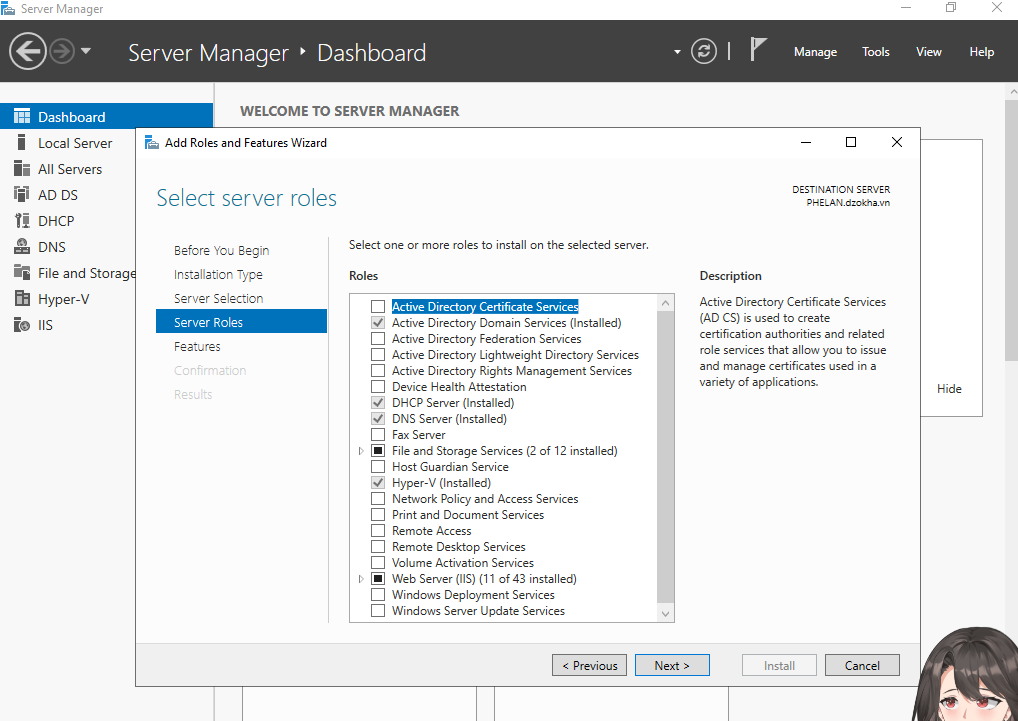 Server Manager
Server Manager ‣ Dashboard
Manage Tools View Help
Dashboard
Local Server
All Servers
AD DS
DHCP
DNS
File and Storage
Hyper-V
IIS
WELCOME TO SERVER MANAGER
Hide
Add Roles and Features Wizard
Select server roles
DESTINATION SERVER
PHELAN.dzokha.vn
Before You Begin
Installation Type
Server Selection
Server Roles
Features
Confirmation
Results
Select one or more roles to install on the selected server.
Roles
Active Directory Certificate Services
Active Directory Domain Services (Installed)
Active Directory Federation Services
Active Directory Lightweight Directory Services
Active Directory Rights Management Services
Device Health Attestation
DHCP Server (Installed)
DNS Server (Installed)
Fax Server
File and Storage Services (2 of 12 installed)
Host Guardian Service
Hyper-V (Installed)
Network Policy and Access Services
Print and Document Services
Remote Access
Remote Desktop Services
Volume Activation Services
Web Server (IIS) (11 of 43 installed)
Windows Deployment Services
Windows Server Update Services
Description
Active Directory Certificate Services
(AD CS) is used to create
certification authorities and related
role services that allow you to issue
and manage certificates used in a
variety of applications.
< Previous
Next >
Install
Cancel